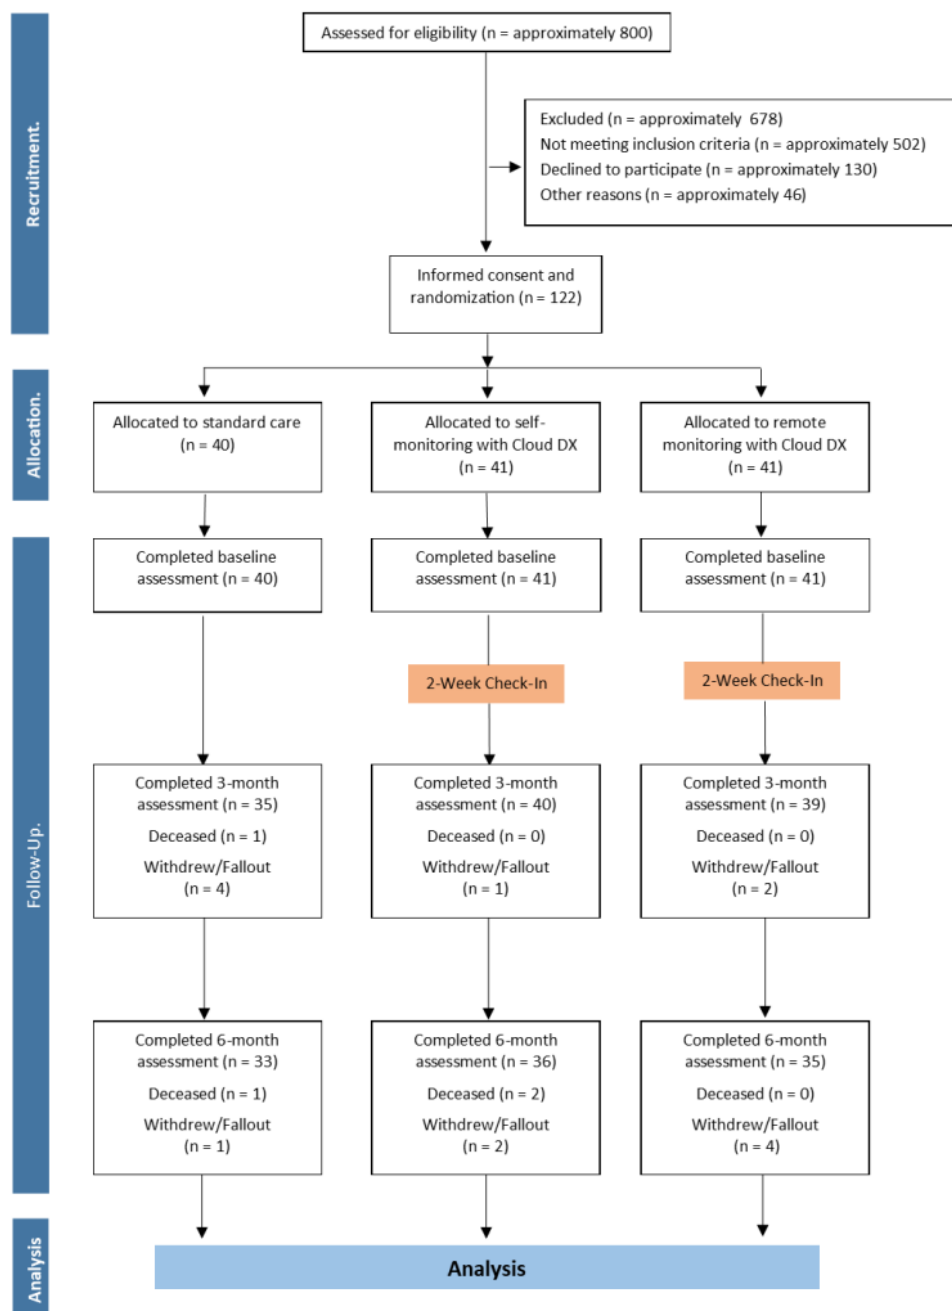 Recruitment.
Assessed for eligibility (n = approximately 800)
Excluded (n = approximately 678)
Not meeting inclusion criteria (n = approximately 502)
Declined to participate (n = approximately 130)
Other reasons (n = approximately 46)
Informed consent and
randomization (n = 122)
Allocation.
Allocated to standard care
(n = 40)
Allocated to self-
monitoring with Cloud DX
(n = 41)
Allocated to remote
monitoring with Cloud DX
(n = 41)
Follow-Up.
Completed baseline
assessment (n = 40)
Completed baseline
assessment (n = 41)
Completed baseline
assessment (n = 41)
2-Week Check-In
2-Week Check-In
Completed 3-month
assessment (n = 35)
Deceased (n = 1)
Withdrew/Fallout
(n = 4)
Completed 3-month
assessment (n = 40)
Deceased (n = 0)
Withdrew/Fallout
(n = 1)
Completed 3-month
assessment (n = 39)
Deceased (n = 0)
Withdrew/Fallout
(n = 2)
Completed 6-month
assessment (n = 33)
Deceased (n = 1)
Withdrew/Fallout
(n = 1)
Completed 6-month
assessment (n = 36)
Deceased (n = 2)
Withdrew/Fallout
(n = 2)
Completed 6-month
assessment (n = 35)
Deceased (n = 0)
Withdrew/Fallout
(n = 4)
Analysis
Analysis